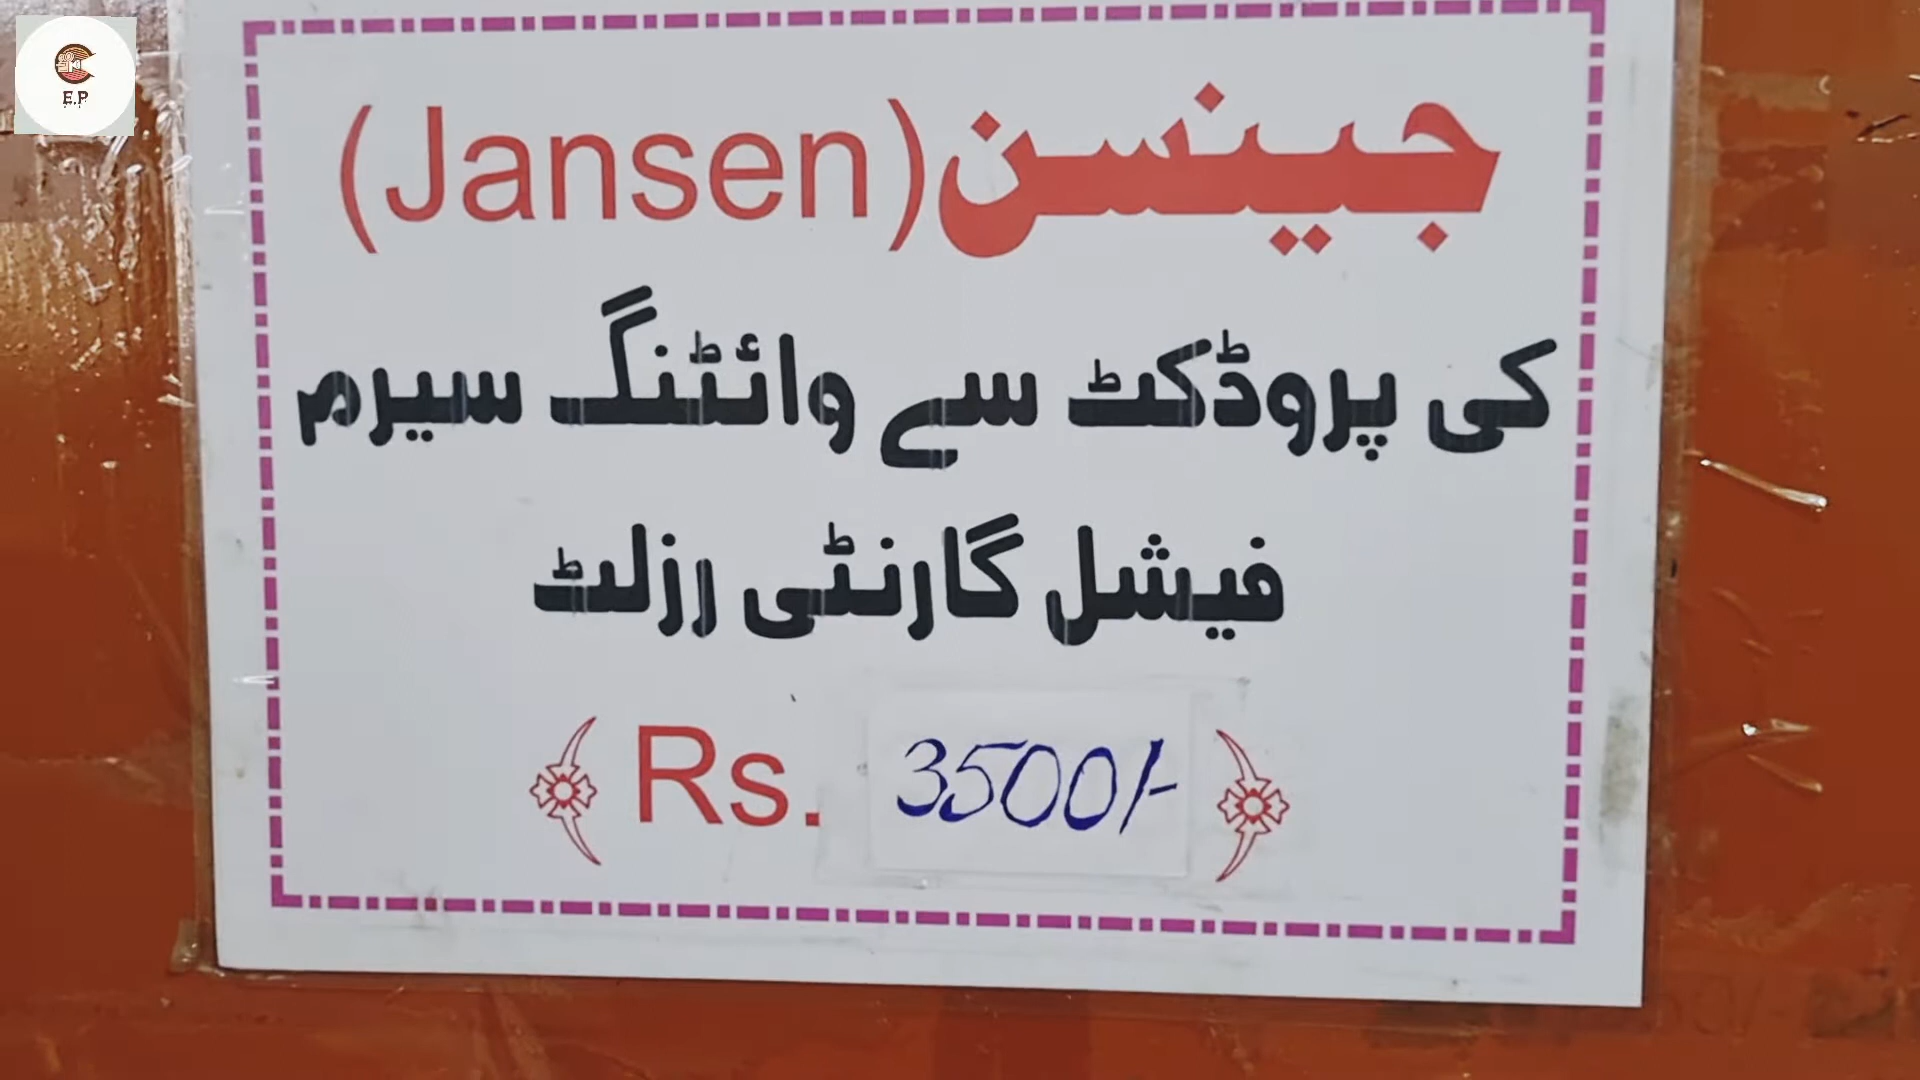 E.P
جینسن (Jansen)
کی پروڈکٹ سے وائٹنگ سیرم
فیشل گارنٹی رزلٹ
Rs. 3500/-